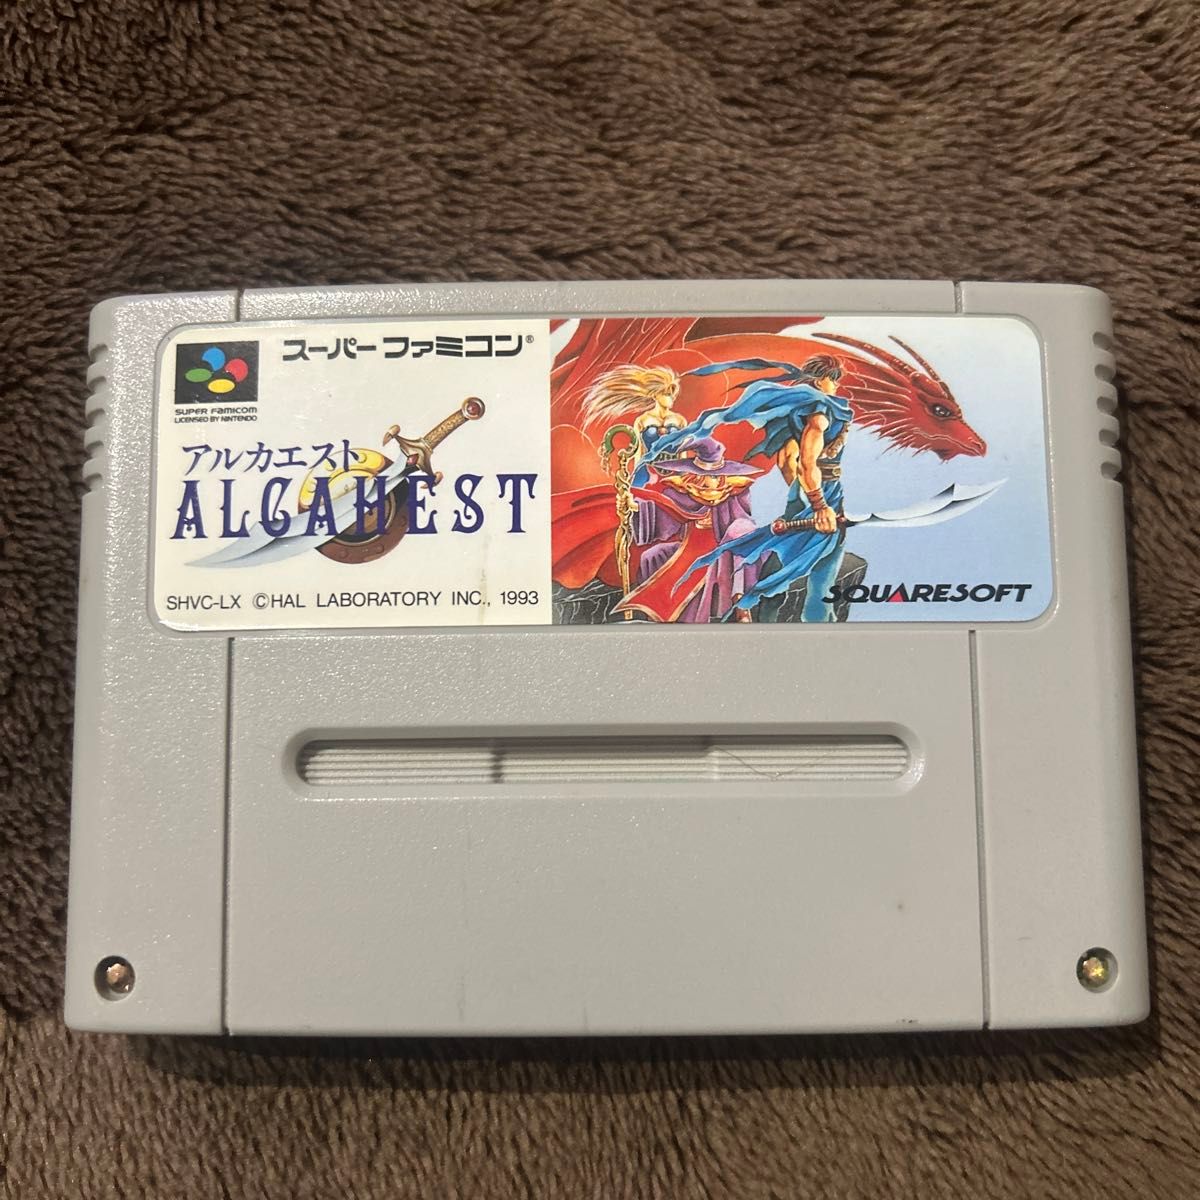 スーパーファミコン®
SUPER FAMICOM
LICENSED BY NINTENDO
アルカエスト
ALCAHEST
SHVC-LX ©HAL LABORATORY INC., 1993
SQUARESOFT